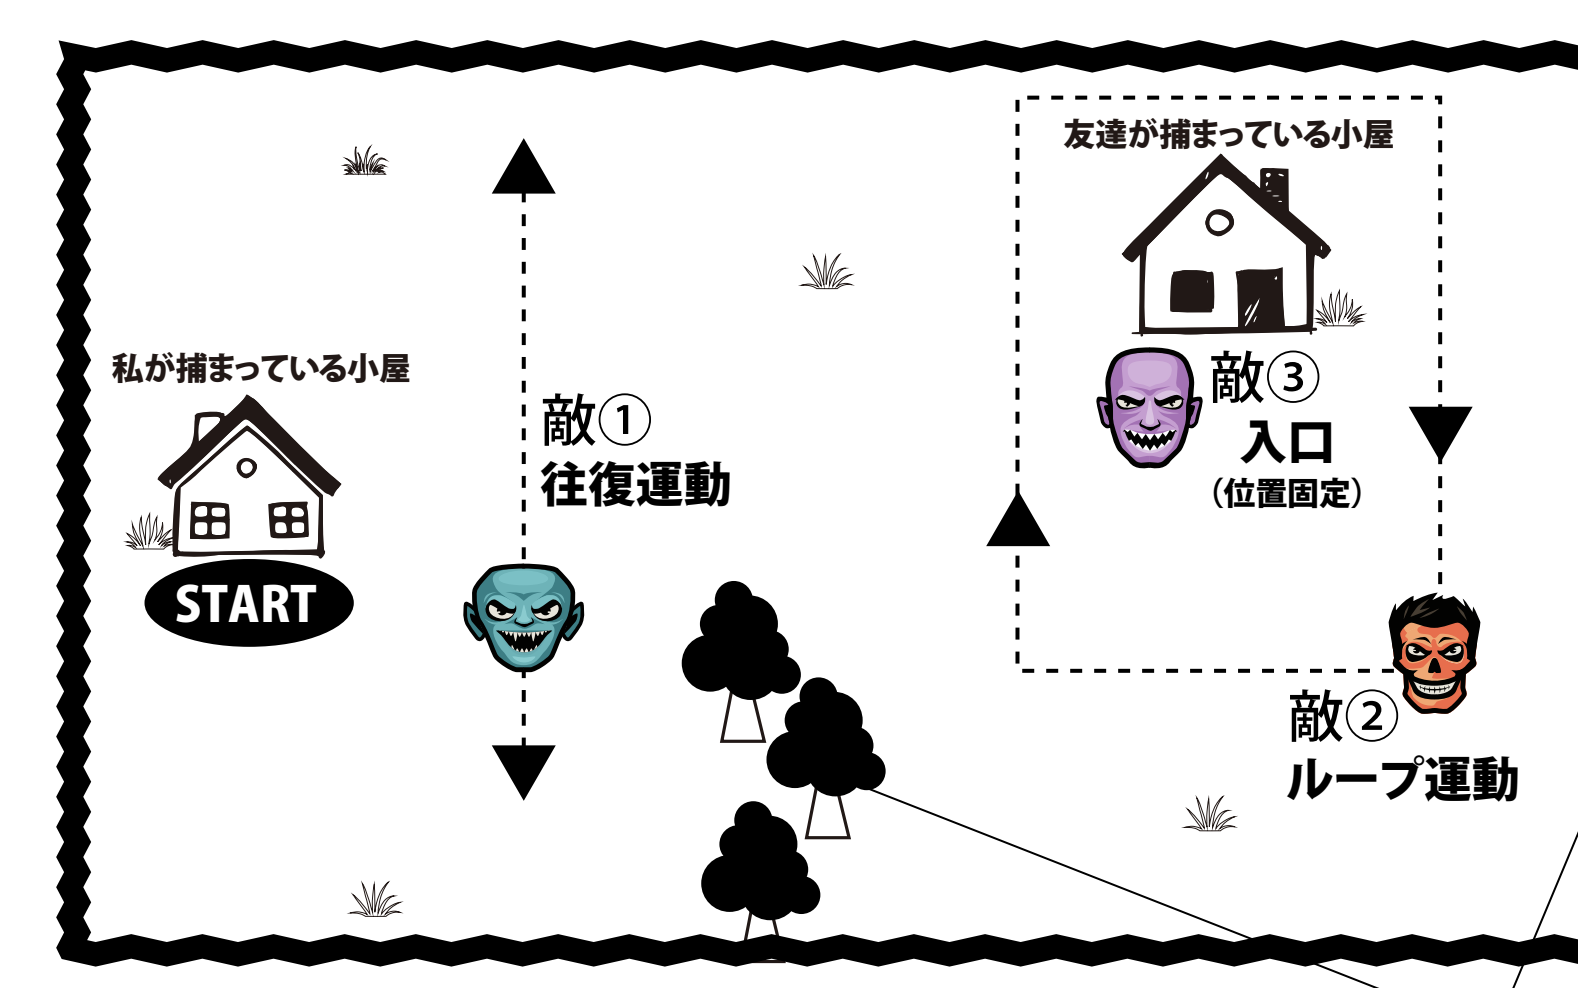 友達が捕まっている小屋
私が捕まっている小屋
START
敵①
往復運動
敵③
入口
（位置固定）
敵②
ループ運動